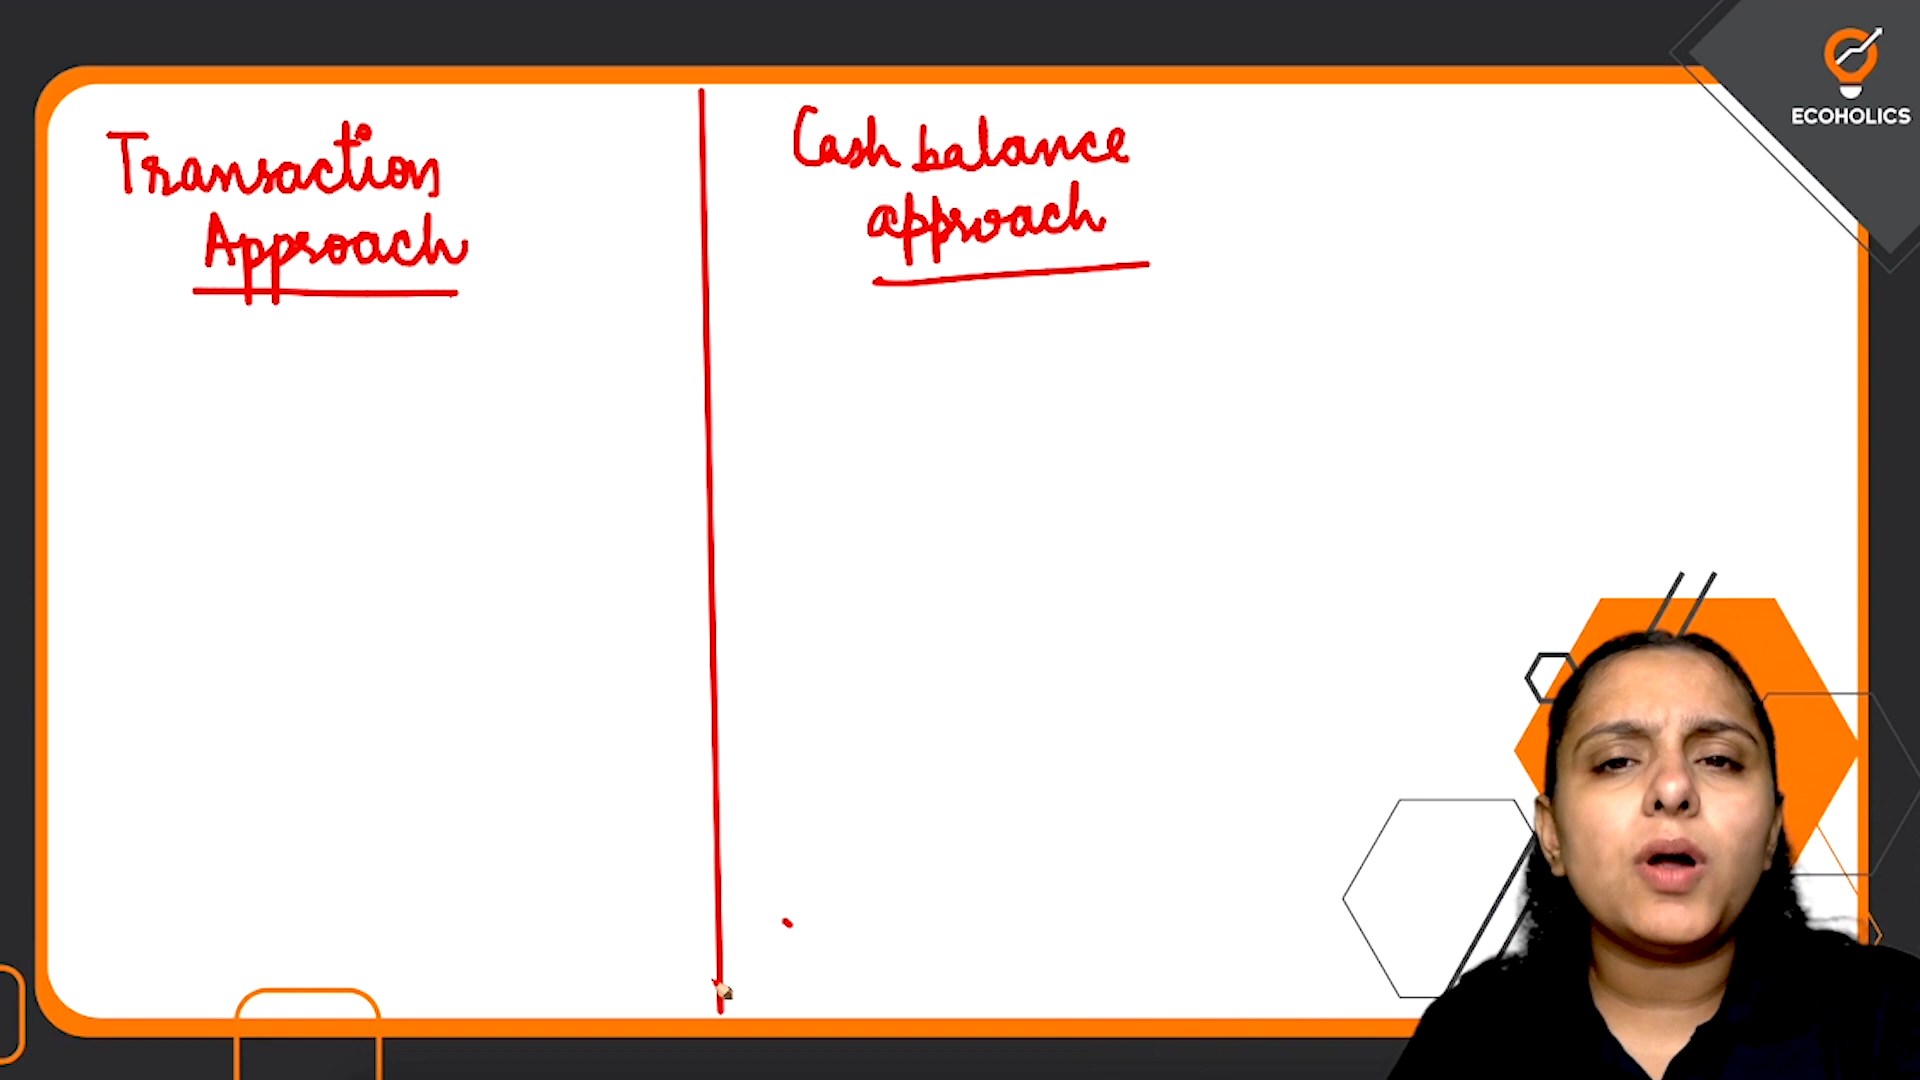 Transaction
Approach
Cash balance
approach
ECOHOLICS